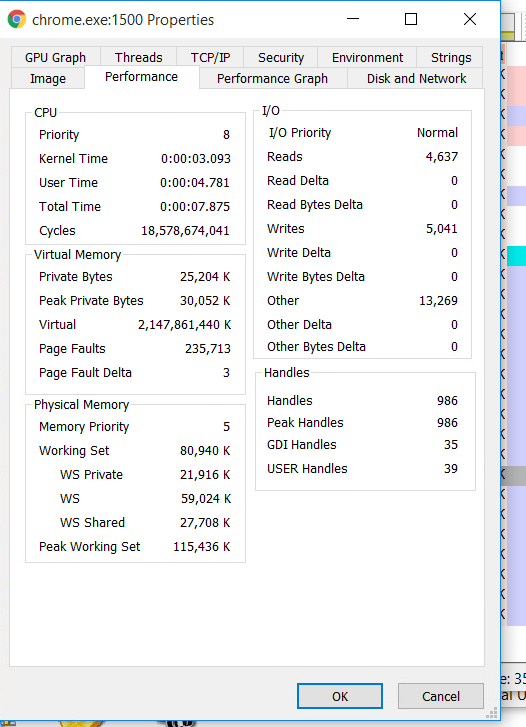 chrome.exe:1500 Properties
GPU Graph Threads TCP/IP Security Environment Strings
Image Performance Performance Graph Disk and Network
CPU
Priority 8
Kernel Time 0:00:03.093
User Time 0:00:04.781
Total Time 0:00:07.875
Cycles 18,578,674,041
Virtual Memory
Private Bytes 25,204 K
Peak Private Bytes 30,052 K
Virtual 2,147,861,440 K
Page Faults 235,713
Page Fault Delta 3
Physical Memory
Memory Priority 5
Working Set 80,940 K
WS Private 21,916 K
WS 59,024 K
WS Shared 27,708 K
Peak Working Set 115,436 K
I/O
I/O Priority Normal
Reads 4,637
Read Delta 0
Read Bytes Delta 0
Writes 5,041
Write Delta 0
Write Bytes Delta 0
Other 13,269
Other Delta 0
Other Bytes Delta 0
Handles
Handles 986
Peak Handles 986
GDI Handles 35
USER Handles 39
OK Cancel